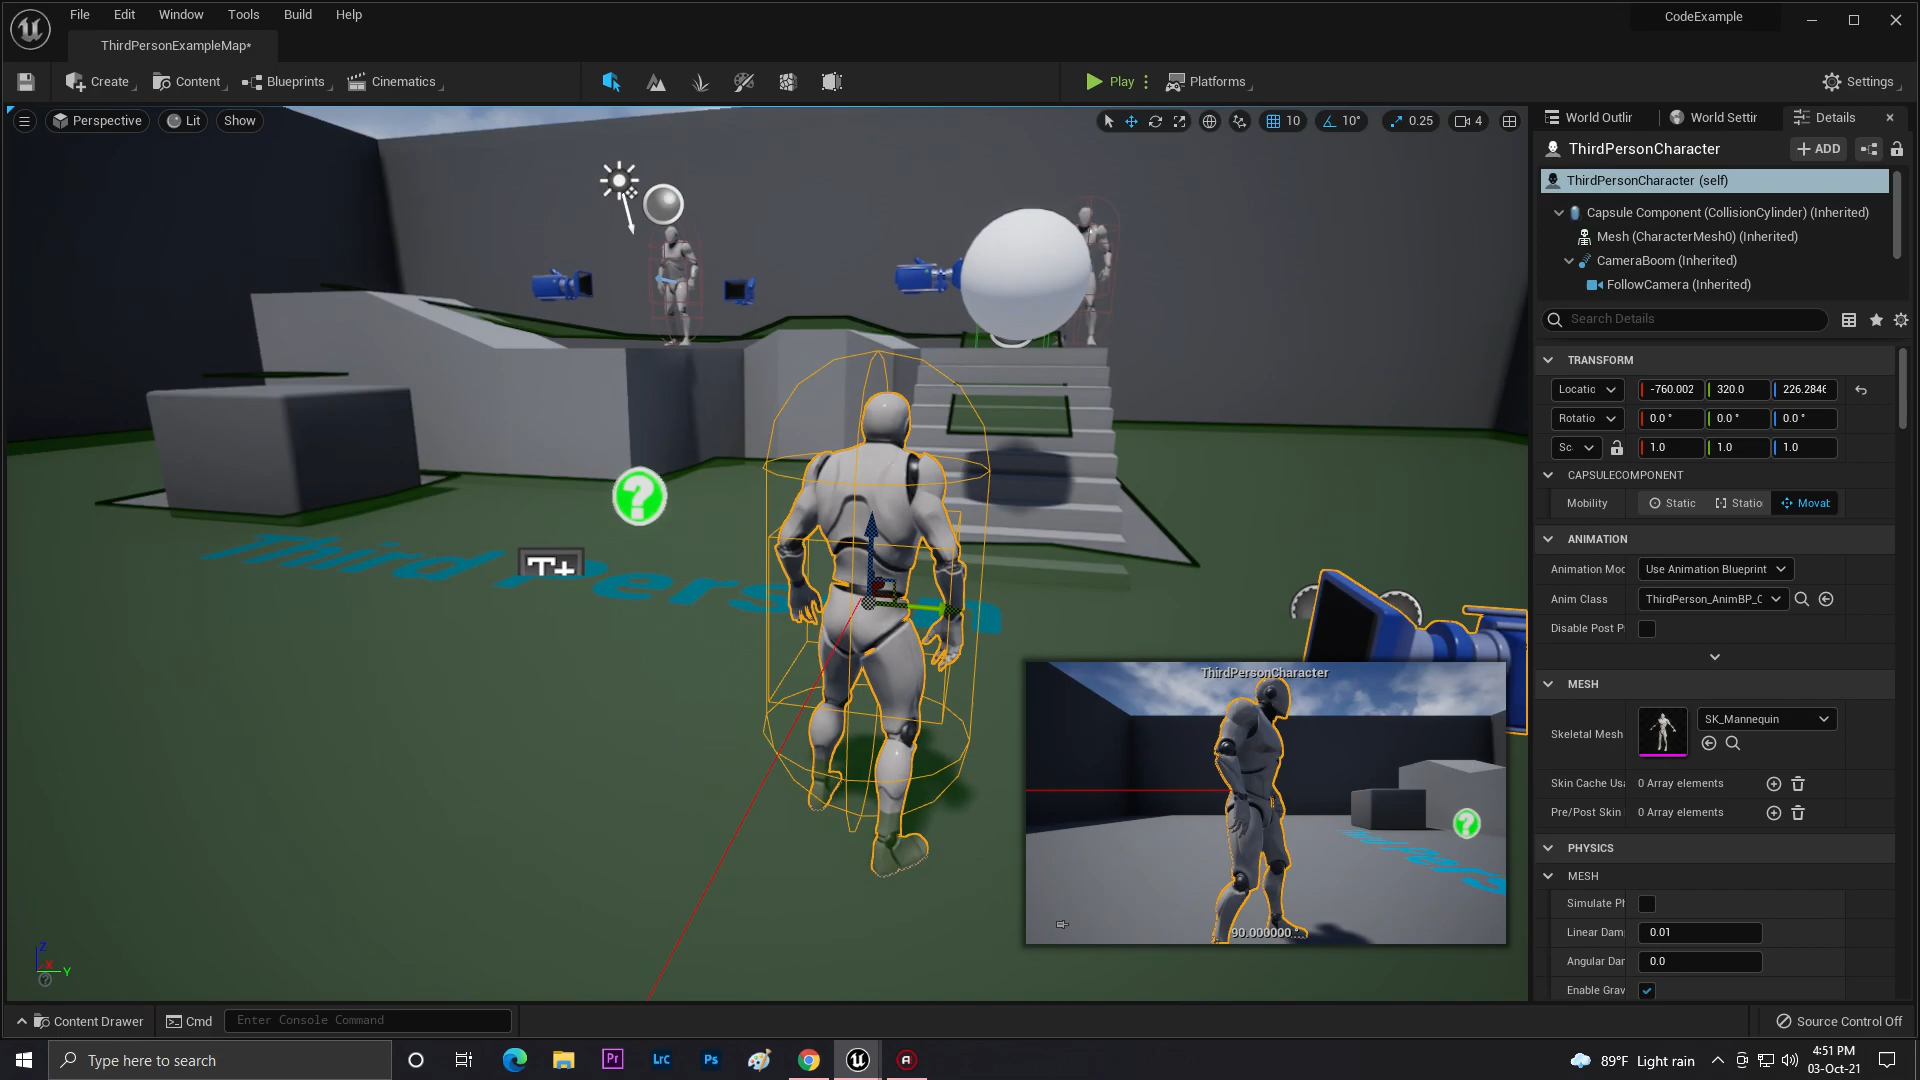 File Edit Window Tools Build Help
CodeExample
ThirdPersonExampleMap*
Create Content Blueprints Cinematics Play Platforms Settings
Perspective Lit Show 10 10° 0.25 4
World Outlir World Settir Details
ThirdPersonCharacter ADD
ThirdPersonCharacter (self)
Capsule Component (CollisionCylinder) (Inherited)
Mesh (CharacterMesh0) (Inherited)
CameraBoom (Inherited)
FollowCamera (Inherited)
Search Details
TRANSFORM
Locatic -760.002 320.0 226.2846
Rotatio 0.0 ° 0.0 ° 0.0 °
Sc 1.0 1.0 1.0
CAPSULECOMPONENT
Mobility Static Statio Movat
ANIMATION
Animation Moc Use Animation Blueprint
Anim Class ThirdPerson_AnimBP_C
Disable Post P
MESH
Skeletal Mesh SK_Mannequin
Skin Cache Usa 0 Array elements
Pre/Post Skin 0 Array elements
PHYSICS
MESH
Simulate Ph
Linear Dam 0.01
Angular Dar 0.0
Enable Grav
Third Person
T+
ThirdPersonCharacter
90.000000 °
Z
X Y
Content Drawer Cmd Enter Console Command Source Control Off
Type here to search Pr LrC Ps 89°F Light rain 4:51 PM
03-Oct-21